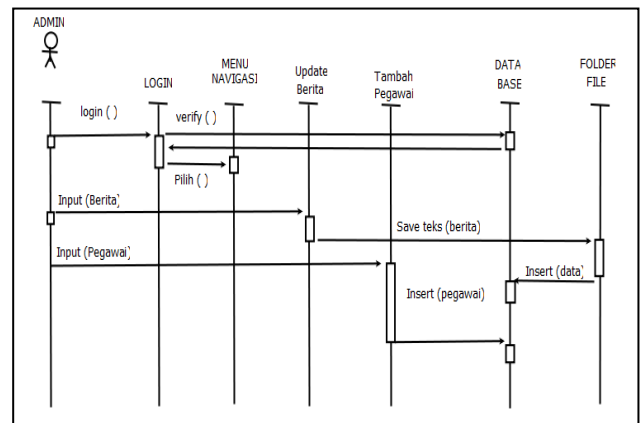 ADMIN
LOGIN
MENU
NAVIGASI
Update
Berita
Tambah
Pegawai
DATA
BASE
FOLDER
FILE
login ( )
verify ( )
Pilih ( )
Input (Berita)
Save teks (berita)
Input (Pegawai)
Insert (data)
Insert (pegawai)